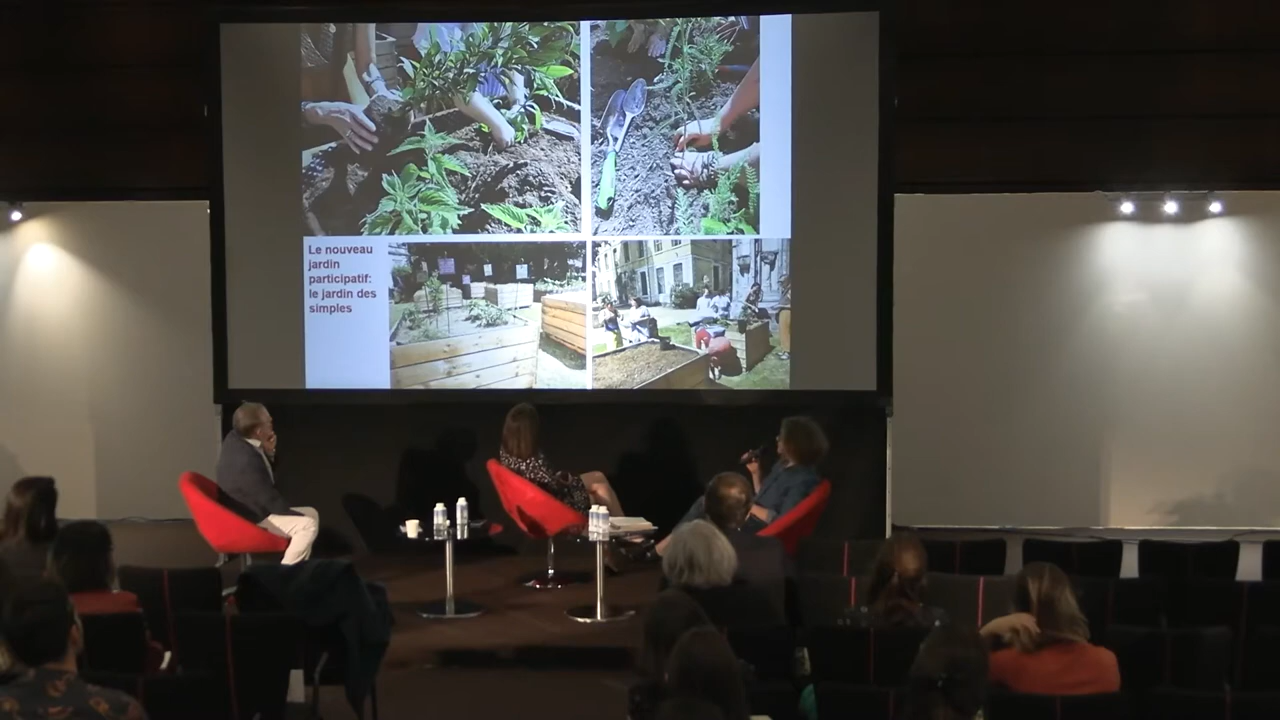 Le nouveau
jardin
participatif:
le jardin des
simples